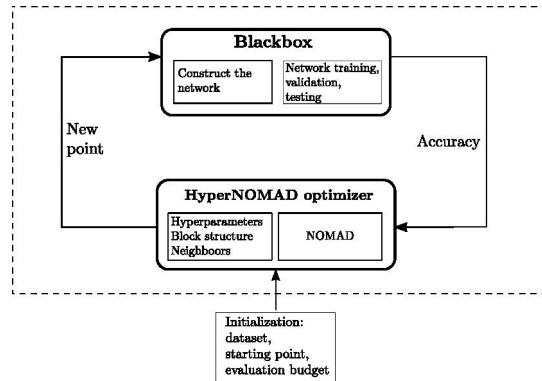 Blackbox
Construct the
network
Network training,
validation,
testing
New
point
Accuracy
HyperNOMAD optimizer
Hyperparameters
Block structure
Neighboors
NOMAD
Initialization:
dataset,
starting point,
evaluation budget